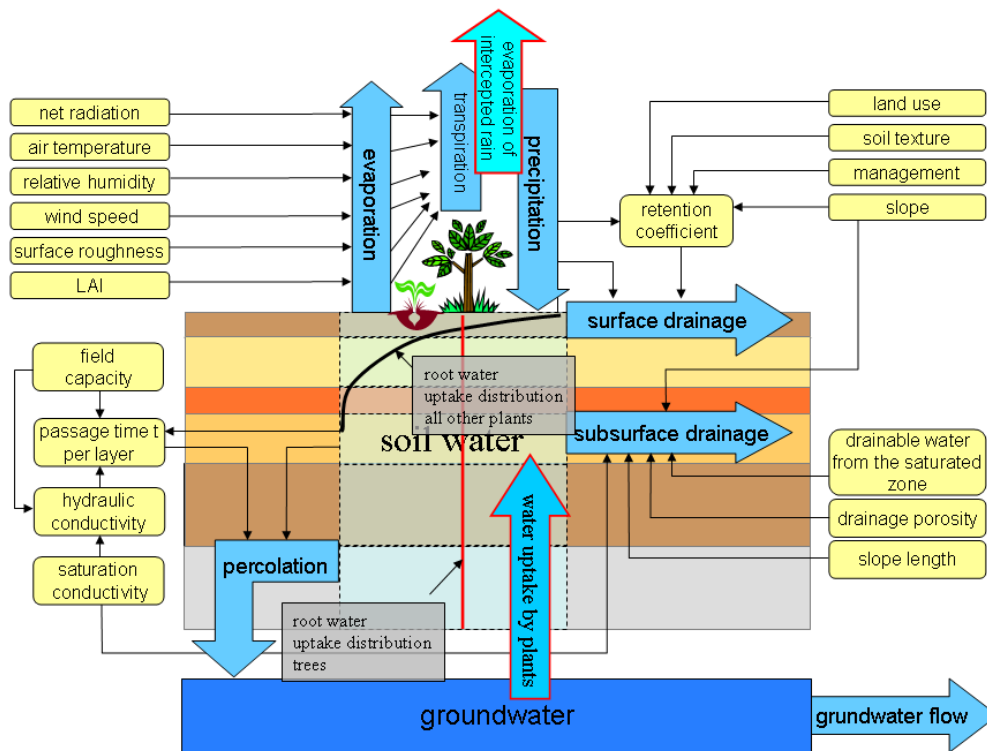 evaporation of
intercepted rain
transpiration
evaporation
precipitation
net radiation
air temperature
relative humidity
wind speed
surface roughness
LAI
land use
soil texture
management
slope
retention
coefficient
surface drainage
field
capacity
passage time t
per layer
hydraulic
conductivity
saturation
conductivity
root water
uptake distribution
all other plants
soil water
subsurface drainage
drainable water
from the saturated
zone
drainage porosity
slope length
water uptake by plants
percolation
root water
uptake distribution
trees
groundwater
grundwater flow